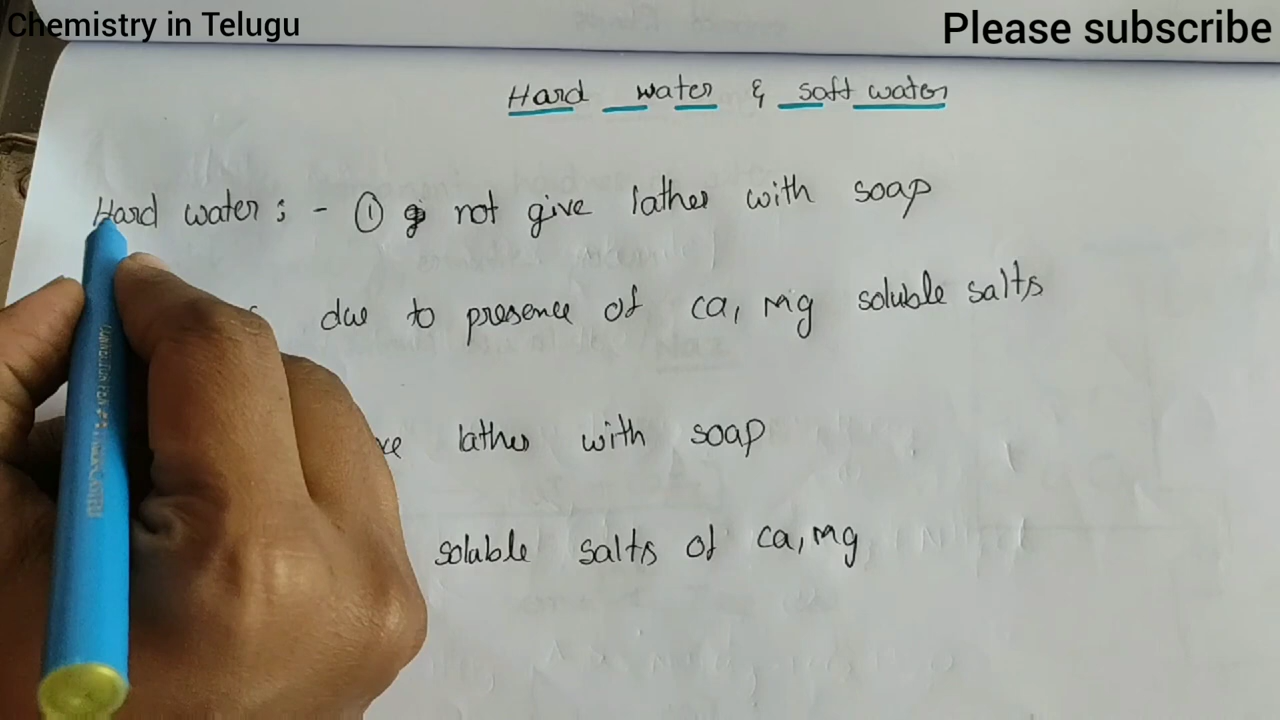 Chemistry in Telugu
Please subscribe
Hard water & soft water
Hard water : - ① not give lather with soap
due to presence of ca, Mg soluble salts
lather with soap
soluble salts of ca, mg